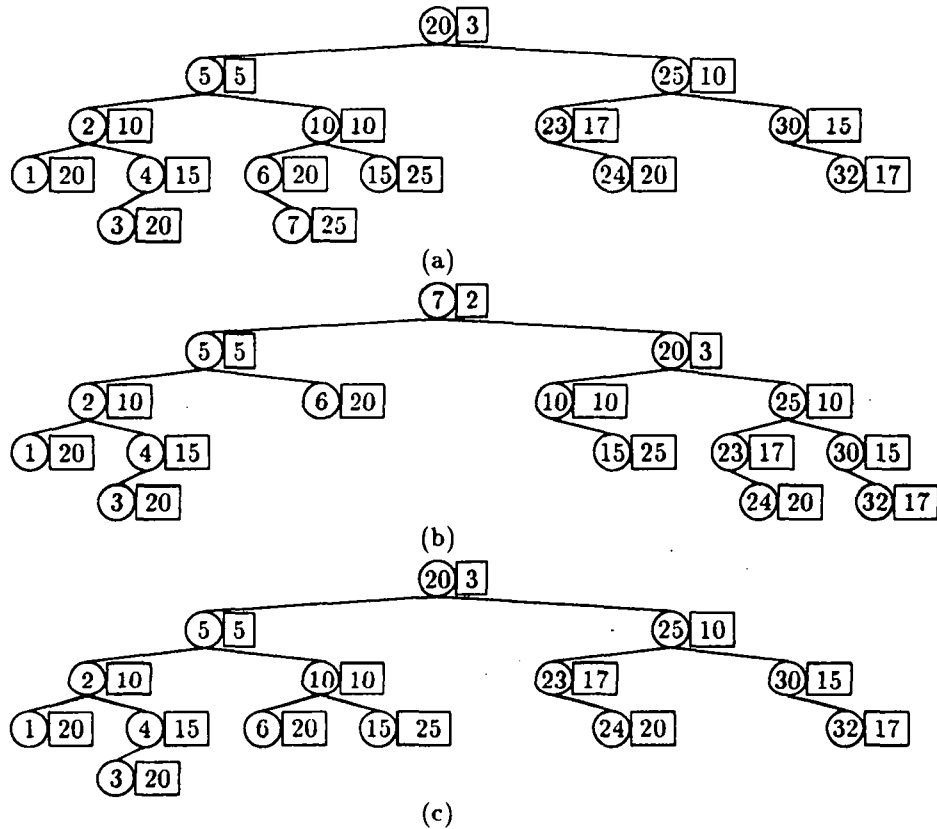 20 3
5 5 25 10
2 10 10 10 23 17 30 15
1 20 4 15 6 20 15 25 24 20 32 17
3 20 7 25
(a)
7 2
5 5 20 3
2 10 6 20 10 10 25 10
1 20 4 15 15 25 23 17 30 15
3 20 24 20 32 17
(b)
20 3
5 5 25 10
2 10 10 10 23 17 30 15
1 20 4 15 6 20 15 25 24 20 32 17
3 20
(c)